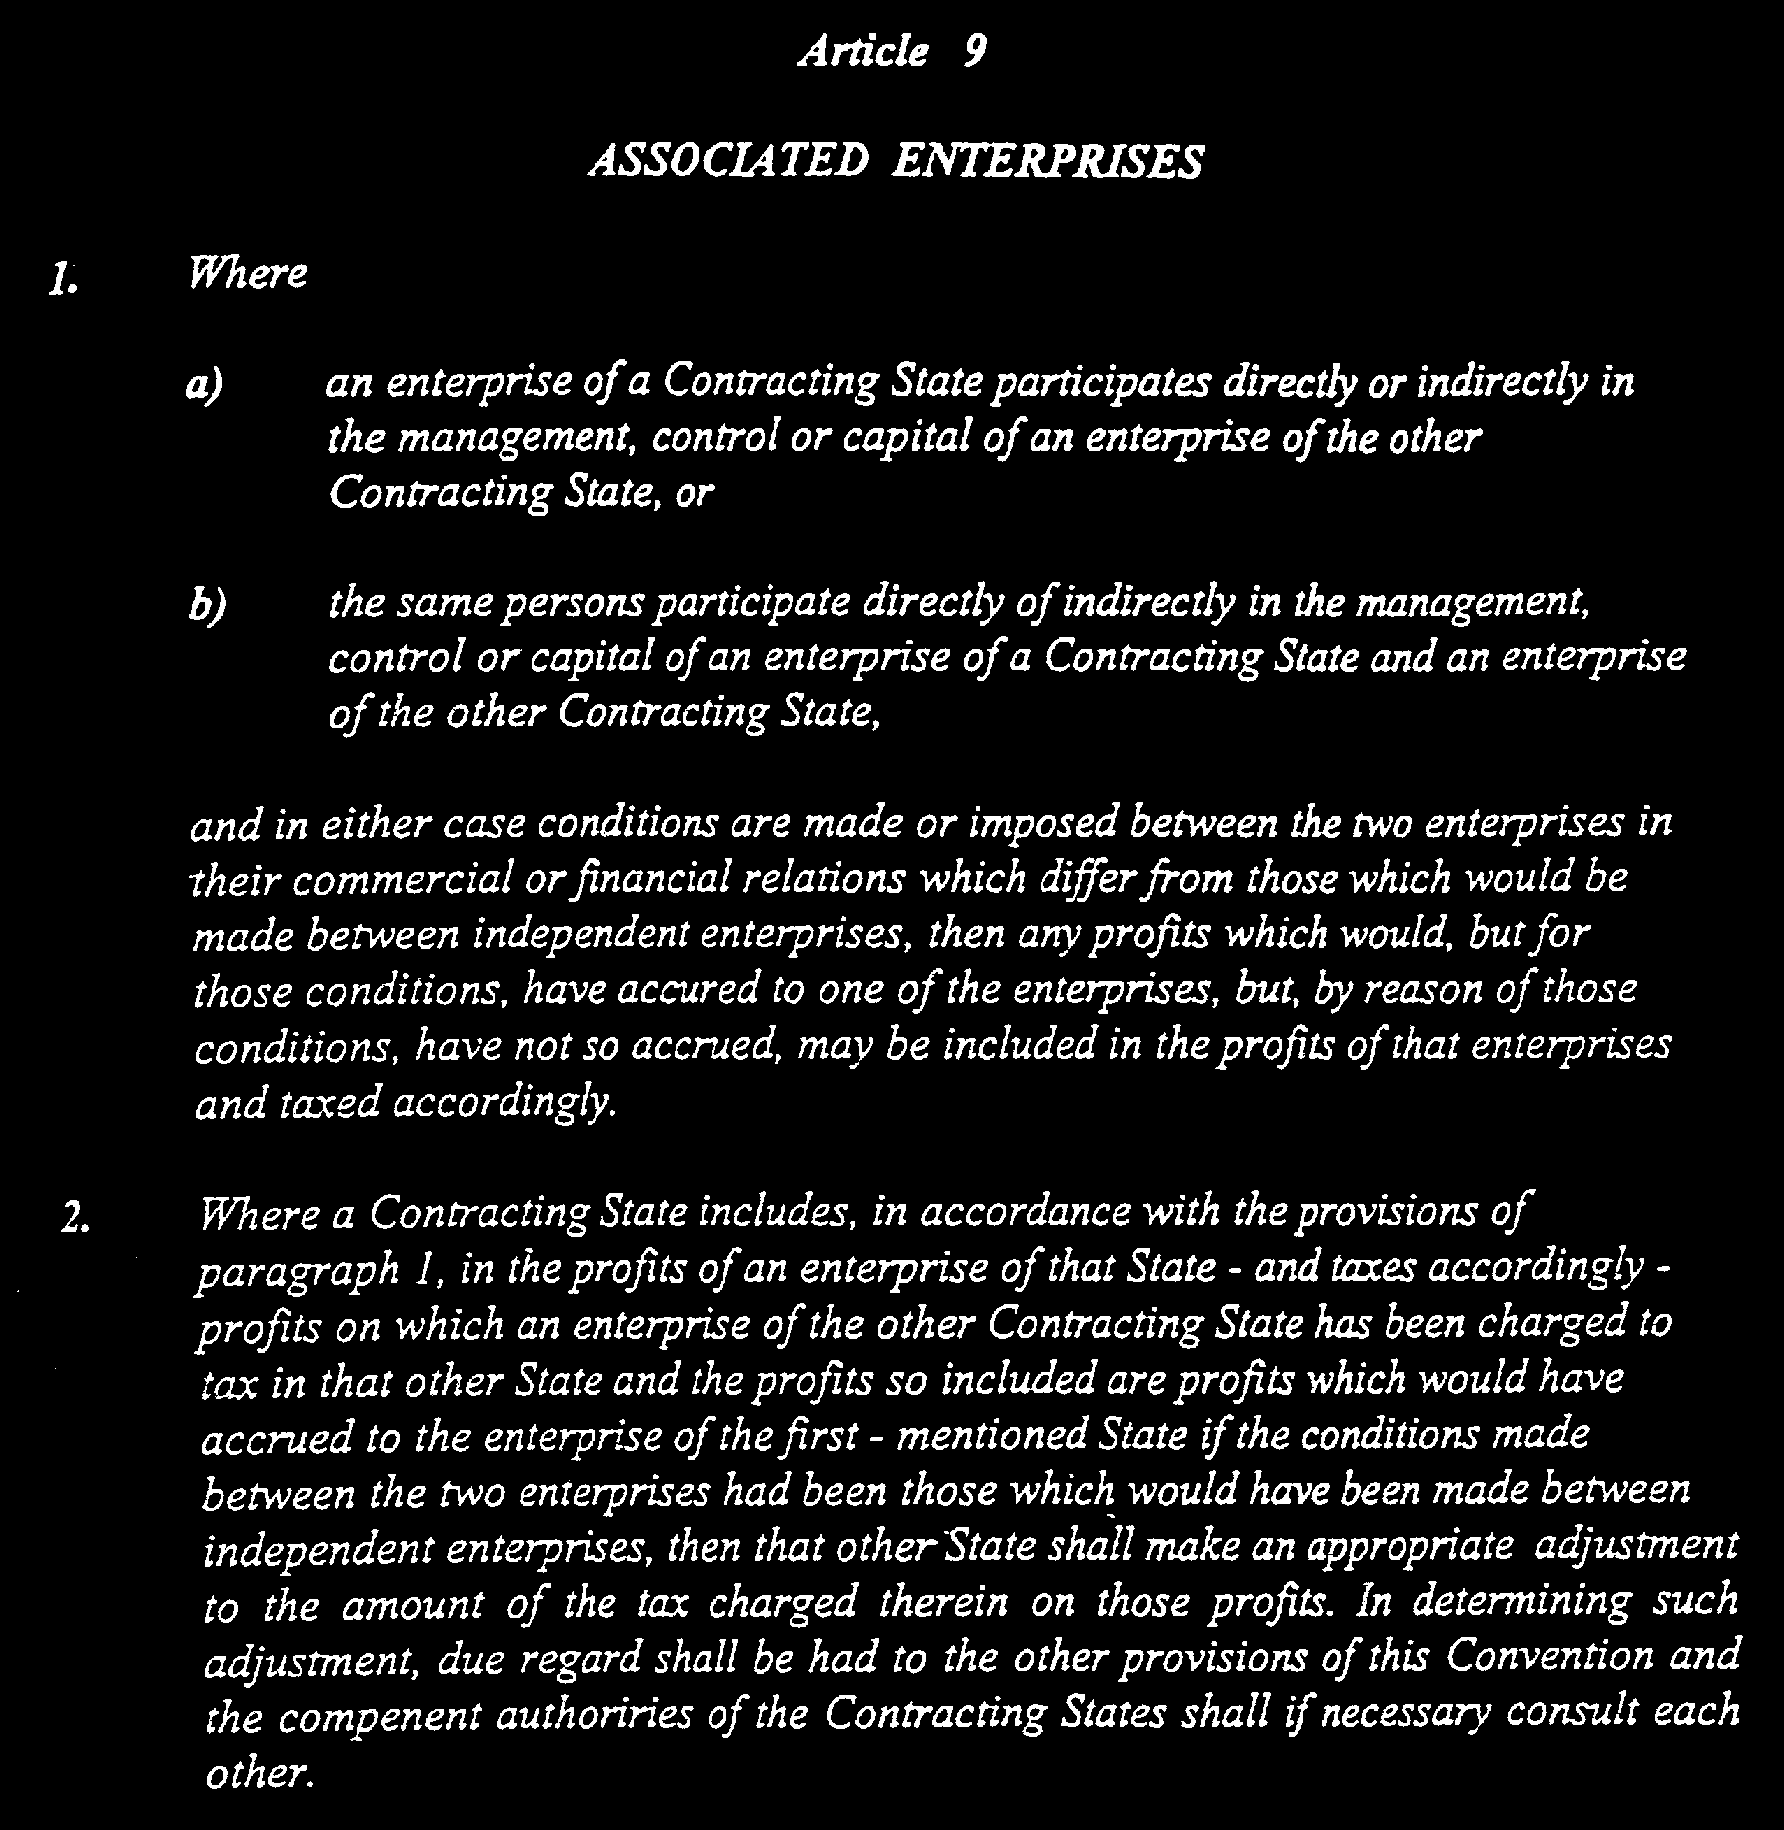 Article 9
ASSOCIATED ENTERPRISES
1. Where
a) an enterprise of a Contracting State participates directly or indirectly in
the management, control or capital of an enterprise of the other
Contracting State, or
b) the same persons participate directly of indirectly in the management,
control or capital of an enterprise of a Contracting State and an enterprise
of the other Contracting State,
and in either case conditions are made or imposed between the two enterprises in
their commercial or financial relations which differ from those which would be
made between independent enterprises, then any profits which would, but for
those conditions, have accured to one of the enterprises, but, by reason of those
conditions, have not so accrued, may be included in the profits of that enterprises
and taxed accordingly.
2. Where a Contracting State includes, in accordance with the provisions of
paragraph 1, in the profits of an enterprise of that State - and taxes accordingly -
profits on which an enterprise of the other Contracting State has been charged to
tax in that other State and the profits so included are profits which would have
accrued to the enterprise of the first - mentioned State if the conditions made
between the two enterprises had been those which would have been made between
independent enterprises, then that other State shall make an appropriate adjustment
to the amount of the tax charged therein on those profits. In determining such
adjustment, due regard shall be had to the other provisions of this Convention and
the compenent authoriries of the Contracting States shall if necessary consult each
other.